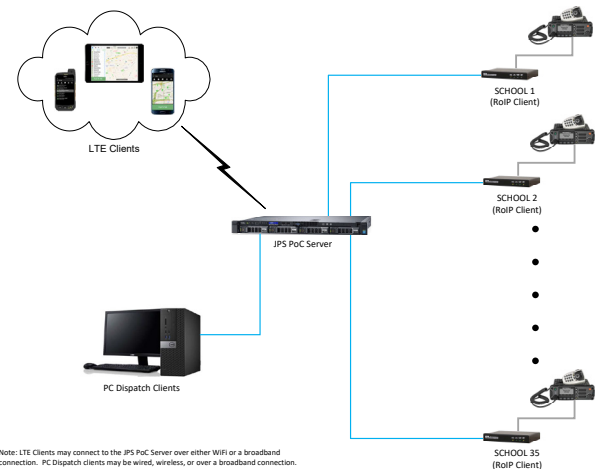 SCHOOL 1
(RoIP Client)
LTE Clients
SCHOOL 2
(RoIP Client)
JPS PoC Server
PC Dispatch Clients
Note: LTE Clients may connect to the JPS PoC Server over either WiFi or a broadband
connection. PC Dispatch clients may be wired, wireless, or over a broadband connection.
SCHOOL 35
(RoIP Client)